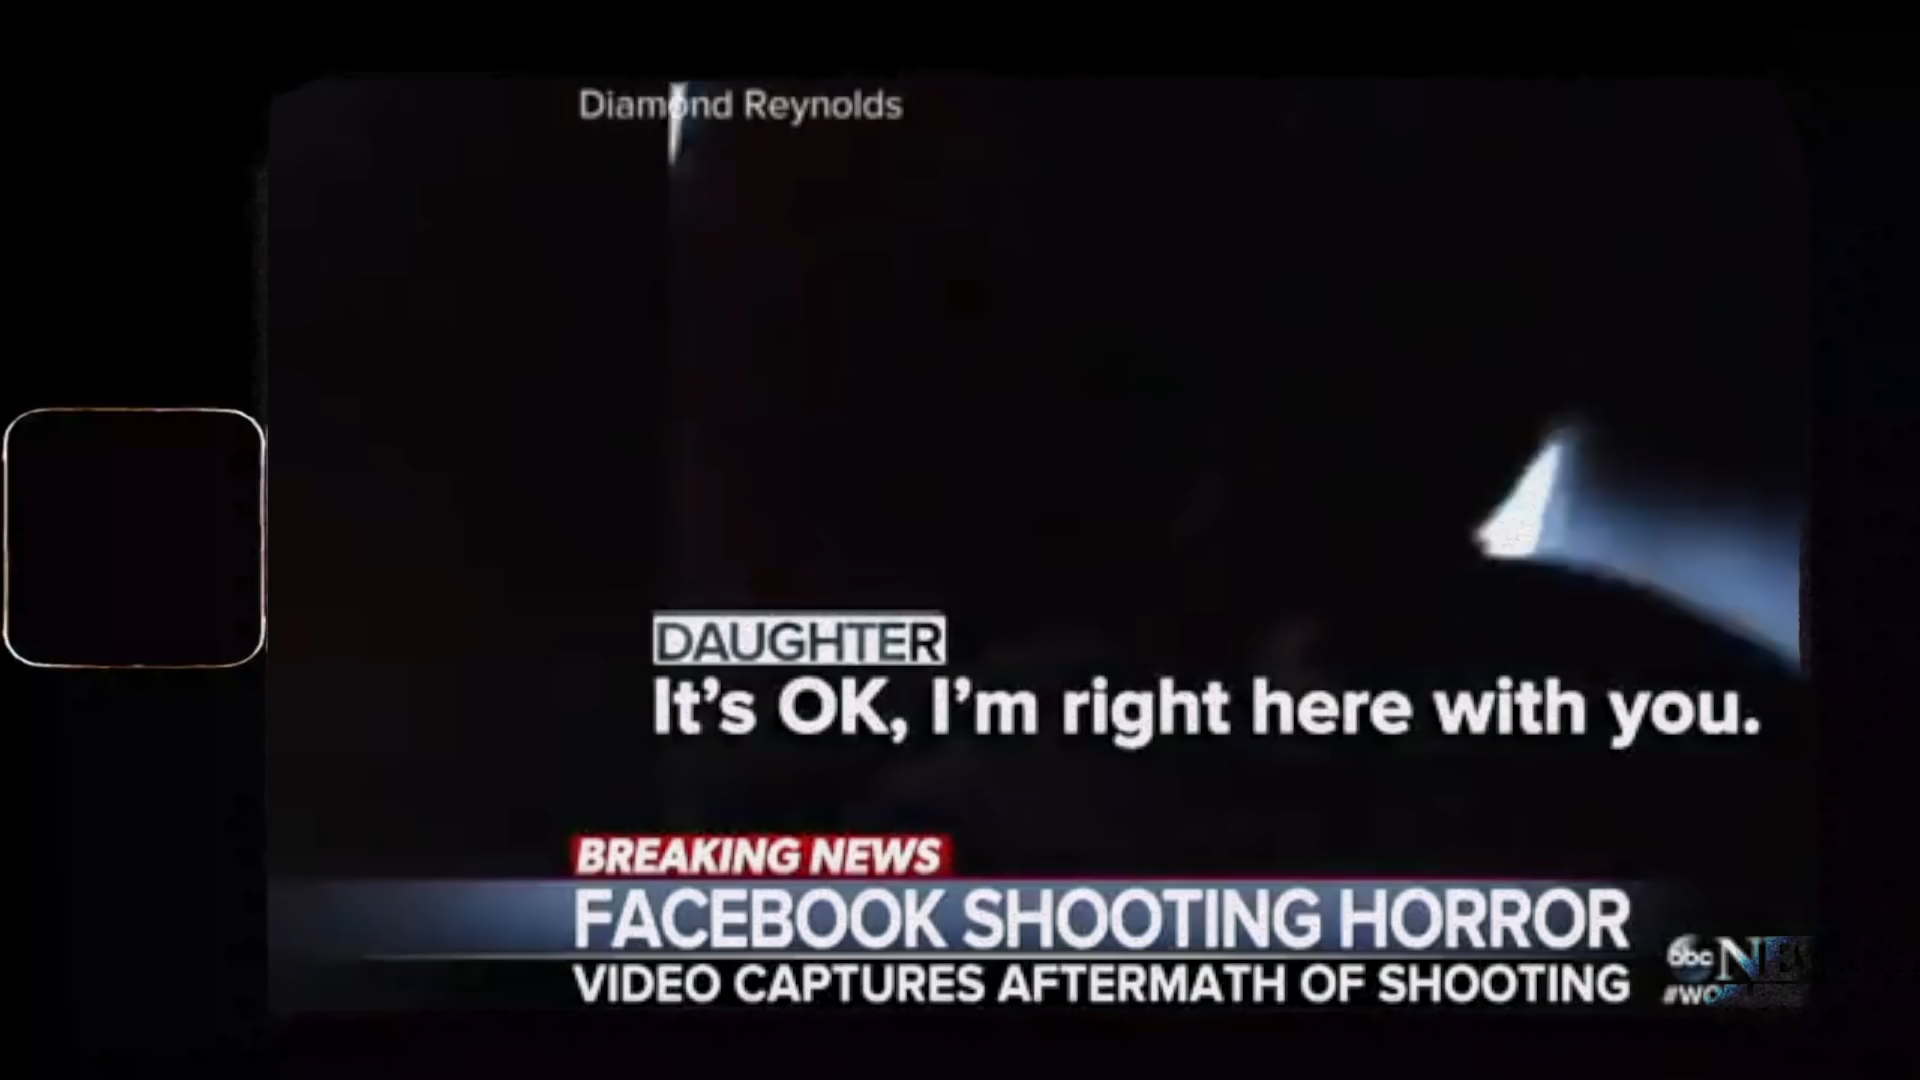 Diamond Reynolds
DAUGHTER
It's OK, I'm right here with you.
BREAKING NEWS
FACEBOOK SHOOTING HORROR
VIDEO CAPTURES AFTERMATH OF SHOOTING
abc